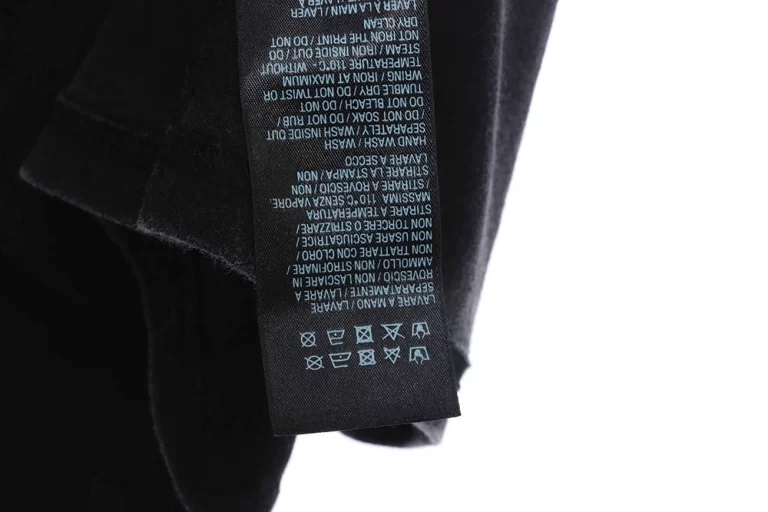 LAVARE A MANO / LAVARE
SEPARATAMENTE / LAVARE A
ROVESCIO / NON LASCIARE IN
AMMOLLO / NON STROFINARE /
NON TRATTARE CON CLORO /
NON USARE ASCIUGATRICE /
NON TORCERE O STRIZZARE /
STIRARE A TEMPERATURA
MASSIMA 110°C SENZA VAPORE.
/ STIRARE A ROVESCIO / NON
STIRARE LA STAMPA / NON
LAVARE A SECCO
HAND WASH / WASH
SEPARATELY / WASH INSIDE OUT
/ DO NOT SOAK / DO NOT RUB /
DO NOT BLEACH / DO NOT
TUMBLE DRY / DO NOT TWIST OR
WRING / IRON AT MAXIMUM
TEMPERATURE 110°C - WITHOUT
STEAM / IRON INSIDE OUT / DO
NOT IRON THE PRINT / DO NOT
DRY CLEAN
LAVER À LA MAIN / LAVER
/ LAVER À